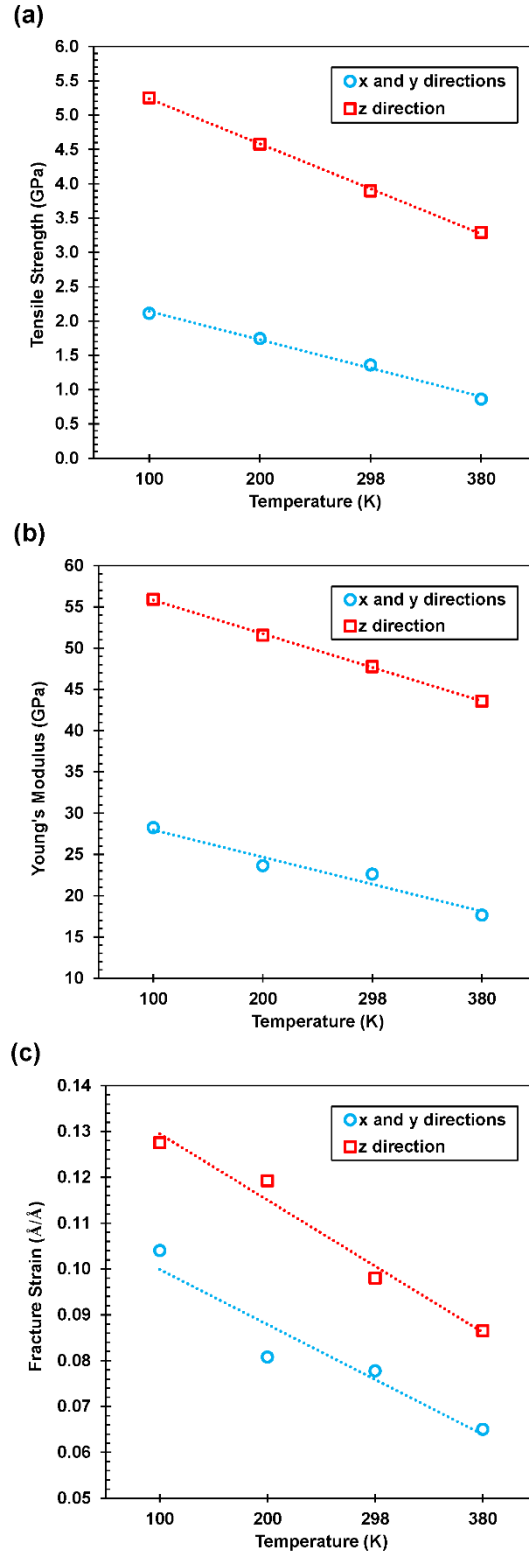 (a)
6.0
5.5
5.0
4.5
4.0
3.5
3.0
2.5
2.0
1.5
1.0
0.5
0.0
Tensile Strength (GPa)
x and y directions
z direction
100 200 298 380
Temperature (K)
(b)
60
55
50
45
40
35
30
25
20
15
10
Young's Modulus (GPa)
x and y directions
z direction
100 200 298 380
Temperature (K)
(c)
0.14
0.13
0.12
0.11
0.10
0.09
0.08
0.07
0.06
0.05
Fracture Strain (Å/Å)
x and y directions
z direction
100 200 298 380
Temperature (K)